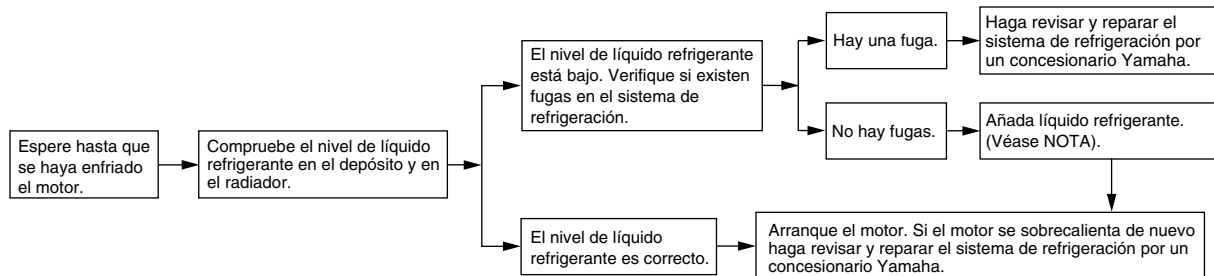 Espere hasta que
se haya enfriado
el motor.
Compruebe el nivel de líquido
refrigerante en el depósito y en
el radiador.
El nivel de líquido refrigerante
está bajo. Verifique si existen
fugas en el sistema de
refrigeración.
Hay una fuga.
Haga revisar y reparar el
sistema de refrigeración por
un concesionario Yamaha.
No hay fugas.
Añada líquido refrigerante.
(Véase NOTA).
El nivel de líquido
refrigerante es correcto.
Arranque el motor. Si el motor se sobrecalienta de nuevo
haga revisar y reparar el sistema de refrigeración por un
concesionario Yamaha.